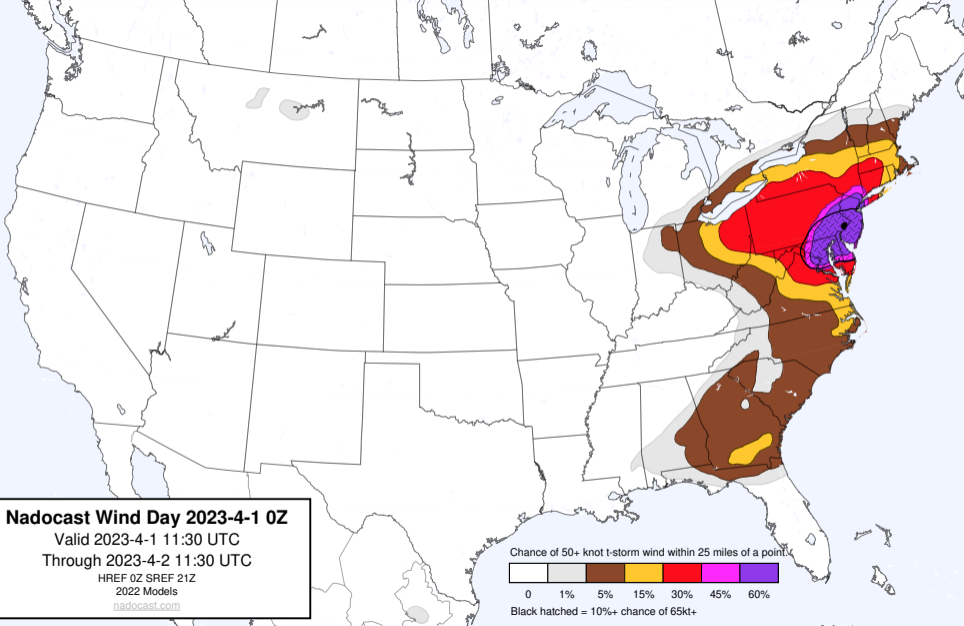 Nadocast Wind Day 2023-4-1 0Z
Valid 2023-4-1 11:30 UTC
Through 2023-4-2 11:30 UTC
HREF 0Z SREF 21Z
2022 Models
nadocast.com
Chance of 50+ knot t-storm wind within 25 miles of a point.
0 1% 5% 15% 30% 45% 60%
Black hatched = 10%+ chance of 65kt+